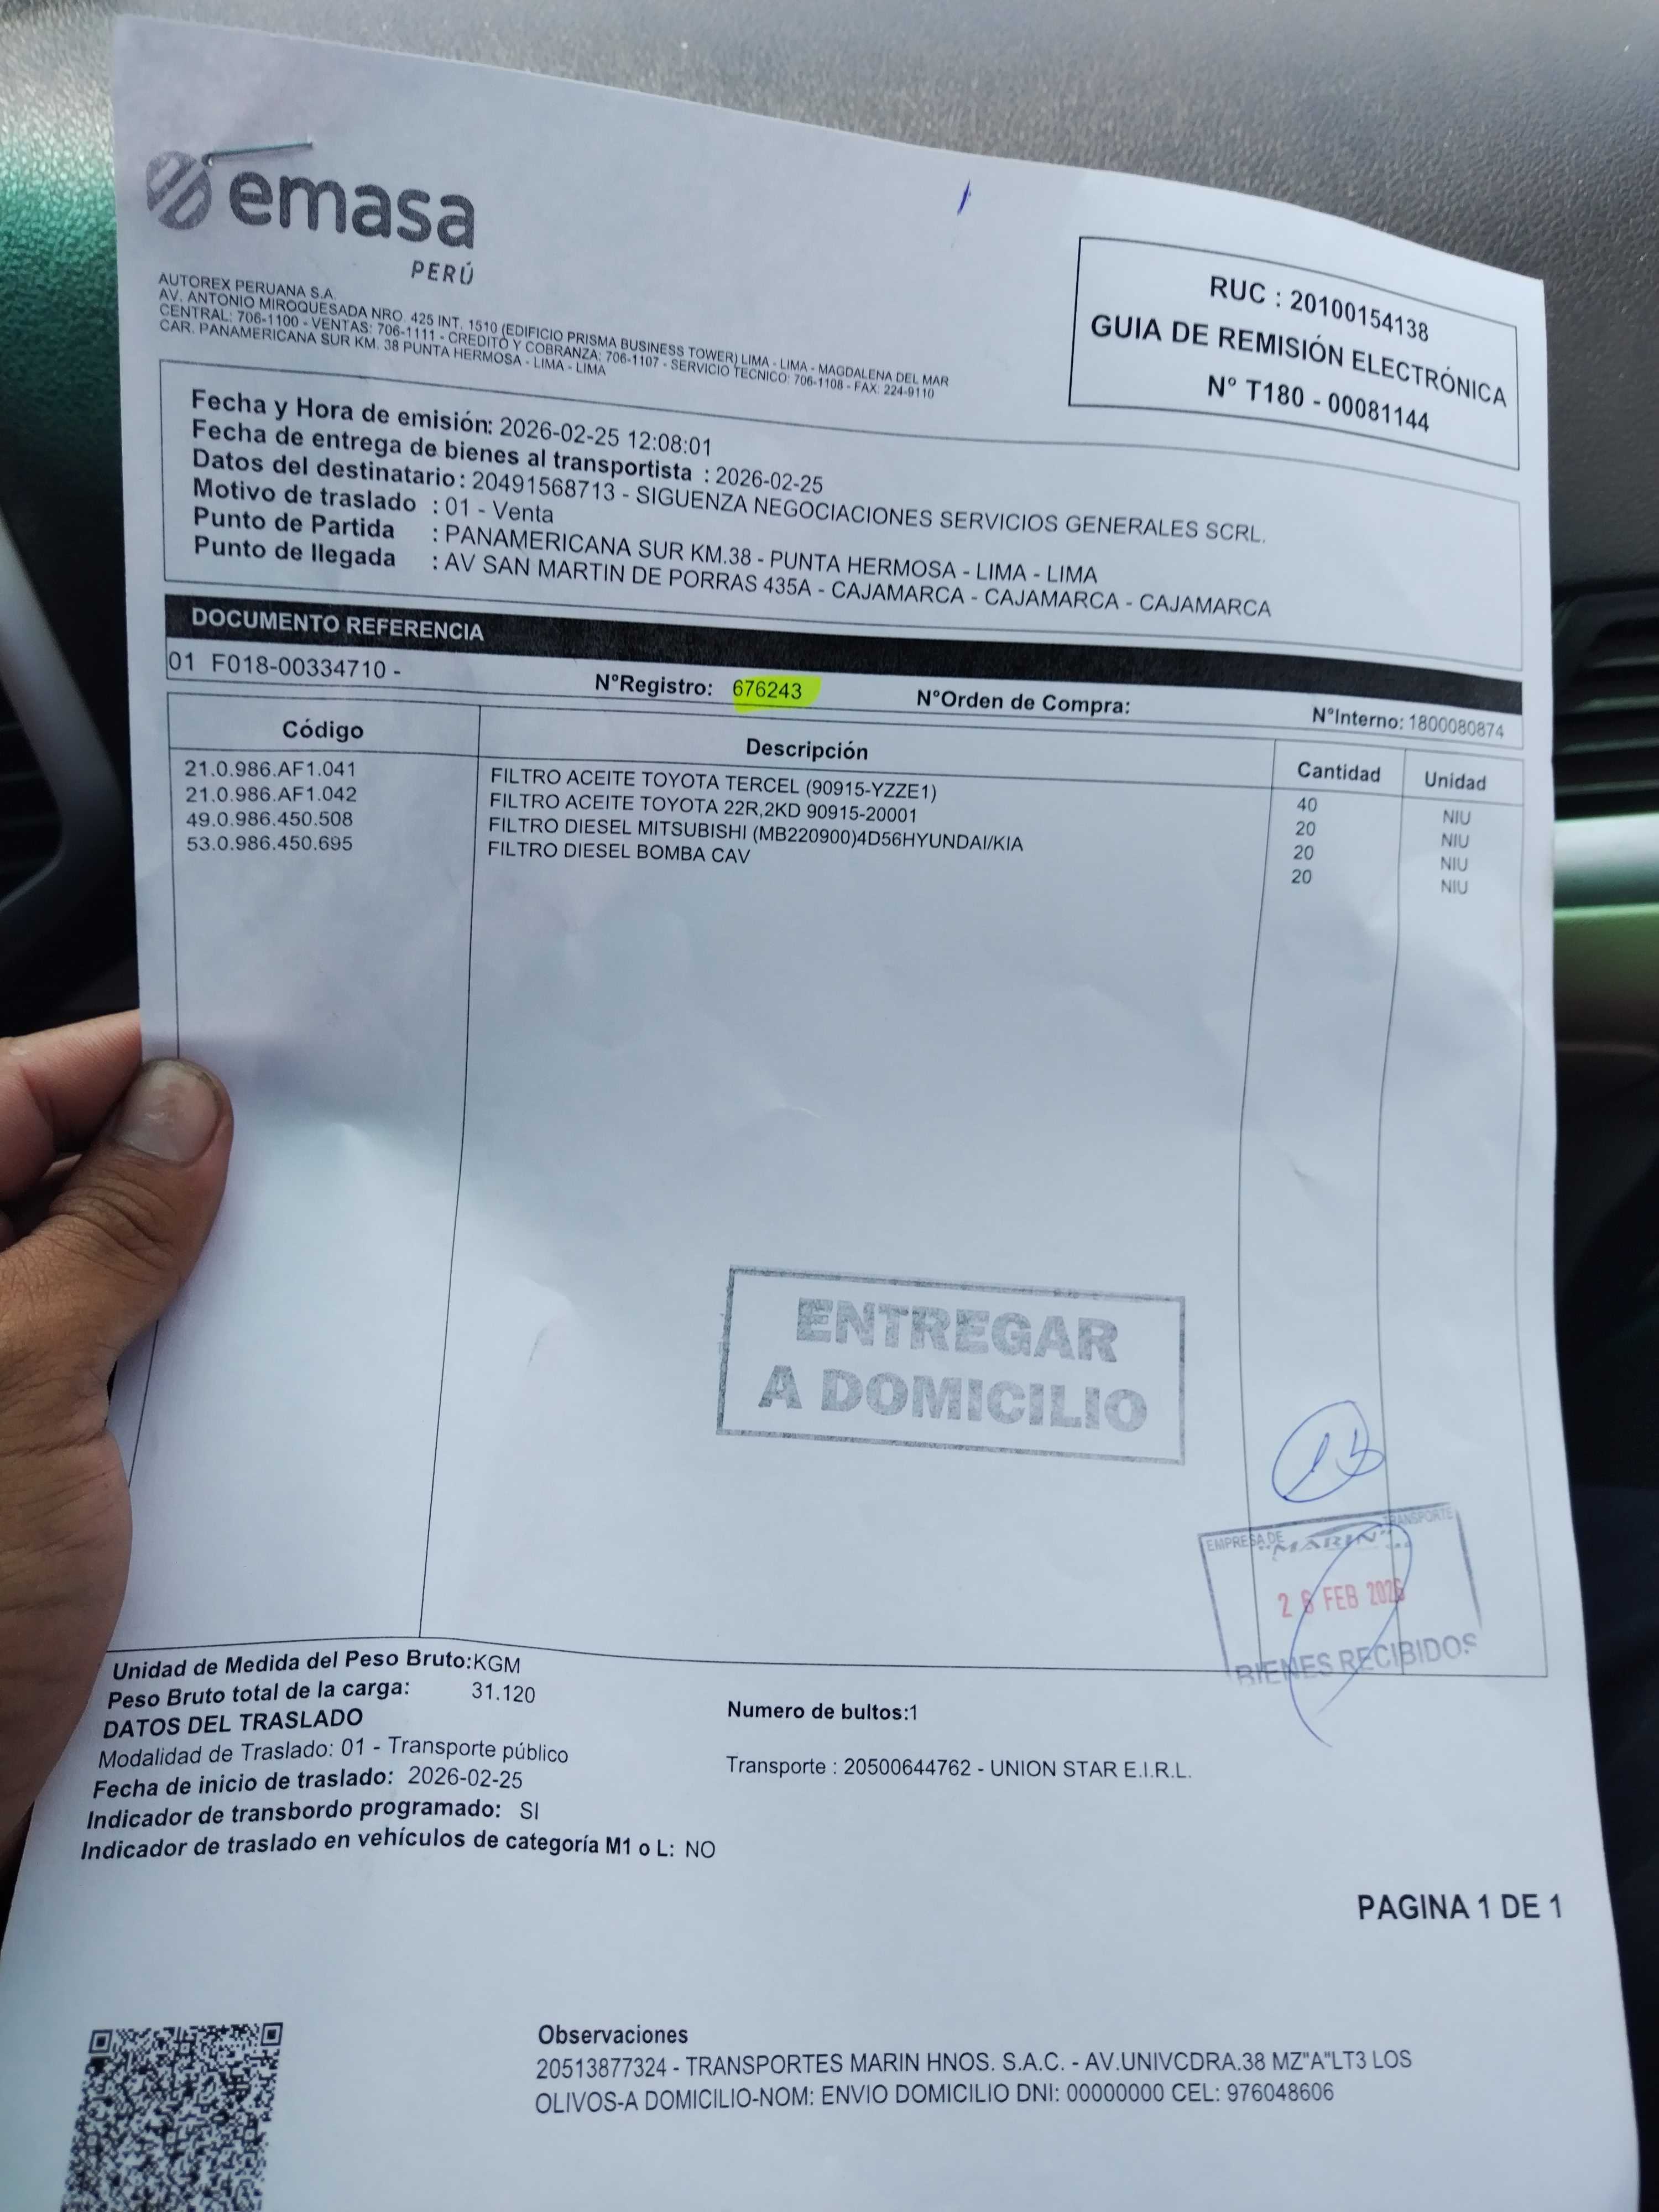 emasa
PERÚ
AUTOREX PERUANA S.A.
AV. ANTONIO MIROQUESADA NRO. 425 INT. 1510 (EDIFICIO PRISMA BUSINESS TOWER) LIMA - LIMA - MAGDALENA DEL MAR
CENTRAL: 706-1100 - VENTAS: 706-1111 - CREDITO Y COBRANZA: 706-1107 - SERVICIO TECNICO: 706-1108 - FAX: 224-9110
CAR. PANAMERICANA SUR KM. 38 PUNTA HERMOSA - LIMA - LIMA
RUC : 20100154138
GUIA DE REMISIÓN ELECTRÓNICA
N° T180 - 00081144
Fecha y Hora de emisión: 2026-02-25 12:08:01
Fecha de entrega de bienes al transportista : 2026-02-25
Datos del destinatario : 20491568713 - SIGUENZA NEGOCIACIONES SERVICIOS GENERALES SCRL.
Motivo de traslado : 01 - Venta
Punto de Partida : PANAMERICANA SUR KM.38 - PUNTA HERMOSA - LIMA - LIMA
Punto de llegada : AV SAN MARTIN DE PORRAS 435A - CAJAMARCA - CAJAMARCA - CAJAMARCA
DOCUMENTO REFERENCIA
01 F018-00334710 - N°Registro: 676243 N°Orden de Compra: N°Interno: 1800080874
Código Descripción Cantidad Unidad
21.0.986.AF1.041 FILTRO ACEITE TOYOTA TERCEL (90915-YZZE1) 40 NIU
21.0.986.AF1.042 FILTRO ACEITE TOYOTA 22R,2KD 90915-20001 20 NIU
49.0.986.450.508 FILTRO DIESEL MITSUBISHI (MB220900)4D56HYUNDAI/KIA 20 NIU
53.0.986.450.695 FILTRO DIESEL BOMBA CAV 20 NIU
ENTREGAR
A DOMICILIO
EMPRESA DE TRANSPORTE
"MARIN"
26 FEB 2026
BIENES RECIBIDOS
Unidad de Medida del Peso Bruto:KGM
Peso Bruto total de la carga: 31.120
Numero de bultos:1
DATOS DEL TRASLADO
Modalidad de Traslado: 01 - Transporte público
Transporte : 20500644762 - UNION STAR E.I.R.L.
Fecha de inicio de traslado: 2026-02-25
Indicador de transbordo programado: SI
Indicador de traslado en vehículos de categoría M1 o L: NO
PAGINA 1 DE 1
Observaciones
20513877324 - TRANSPORTES MARIN HNOS. S.A.C. - AV.UNIVCDRA.38 MZ"A"LT3 LOS
OLIVOS-A DOMICILIO-NOM: ENVIO DOMICILIO DNI: 00000000 CEL: 976048606